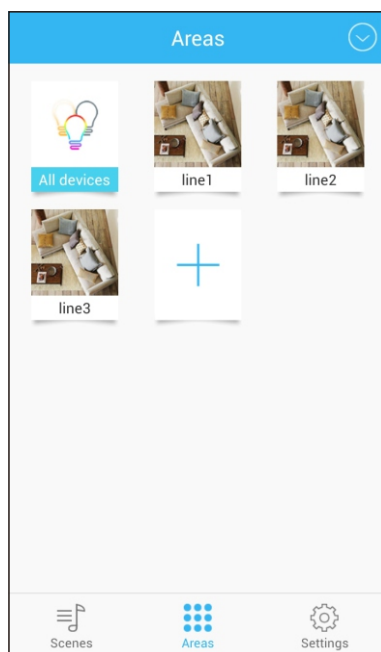 Areas
All devices
line1
line2
line3
Scenes
Areas
Settings